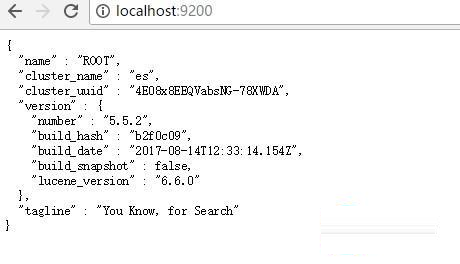 localhost:9200
{
"name" : "ROOT",
"cluster_name" : "es",
"cluster_uuid" : "4E08x8EEQVabsNG-78XWDA",
"version" : {
"number" : "5.5.2",
"build_hash" : "b2f0c09",
"build_date" : "2017-08-14T12:33:14.154Z",
"build_snapshot" : false,
"lucene_version" : "6.6.0"
},
"tagline" : "You Know, for Search"
}